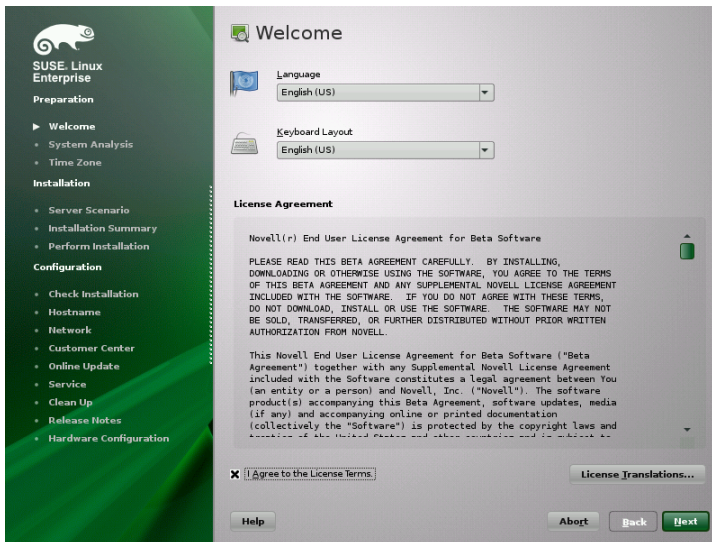 SUSE. Linux
Enterprise
Preparation
Welcome
System Analysis
Time Zone
Installation
Server Scenario
Installation Summary
Perform Installation
Configuration
Check Installation
Hostname
Network
Customer Center
Online Update
Service
Clean Up
Release Notes
Hardware Configuration
Welcome
Language
English (US)
Keyboard Layout
English (US)
License Agreement
Novell(r) End User License Agreement for Beta Software
PLEASE READ THIS BETA AGREEMENT CAREFULLY. BY INSTALLING,
DOWNLOADING OR OTHERWISE USING THE SOFTWARE, YOU AGREE TO THE TERMS
OF THIS BETA AGREEMENT AND ANY SUPPLEMENTAL NOVELL LICENSE AGREEMENT
INCLUDED WITH THE SOFTWARE. IF YOU DO NOT AGREE WITH THESE TERMS,
DO NOT DOWNLOAD, INSTALL OR USE THE SOFTWARE. THE SOFTWARE MAY NOT
BE SOLD, TRANSFERRED, OR FURTHER DISTRIBUTED WITHOUT PRIOR WRITTEN
AUTHORIZATION FROM NOVELL.
This Novell End User License Agreement for Beta Software ("Beta
Agreement") together with any Supplemental Novell License Agreement
included with the Software constitutes a legal agreement between You
(an entity or a person) and Novell, Inc. ("Novell"). The software
product(s) accompanying this Beta Agreement, software updates, media
(if any) and accompanying online or printed documentation
(collectively the "Software") is protected by the copyright laws and
I Agree to the License Terms.
License Translations...
Help
Abort
Back
Next